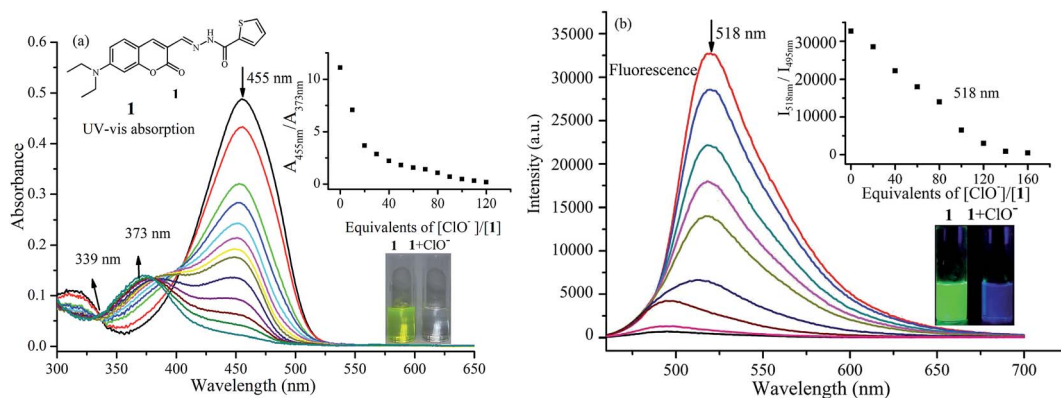 (a)
S
N
NH
O
N
O
O
1
1
UV-vis absorption
455 nm
373 nm
339 nm
Absorbance
0.6
0.5
0.4
0.3
0.2
0.1
0.0
300 350 400 450 500 550 600 650
Wavelength (nm)
A455nm/A373nm
10
5
0
0 20 40 60 80 100 120
Equivalents of [ClO⁻]/[1]
1 1+ClO⁻
(b)
518 nm
Fluorescence
Intensity (a.u.)
35000
30000
25000
20000
15000
10000
5000
0
500 550 600 650 700
Wavelength (nm)
I518nm / I495nm
30000
20000
10000
0
518 nm
0 40 80 120 160
Equivalents of [ClO⁻]/[1]
1 1+ClO⁻